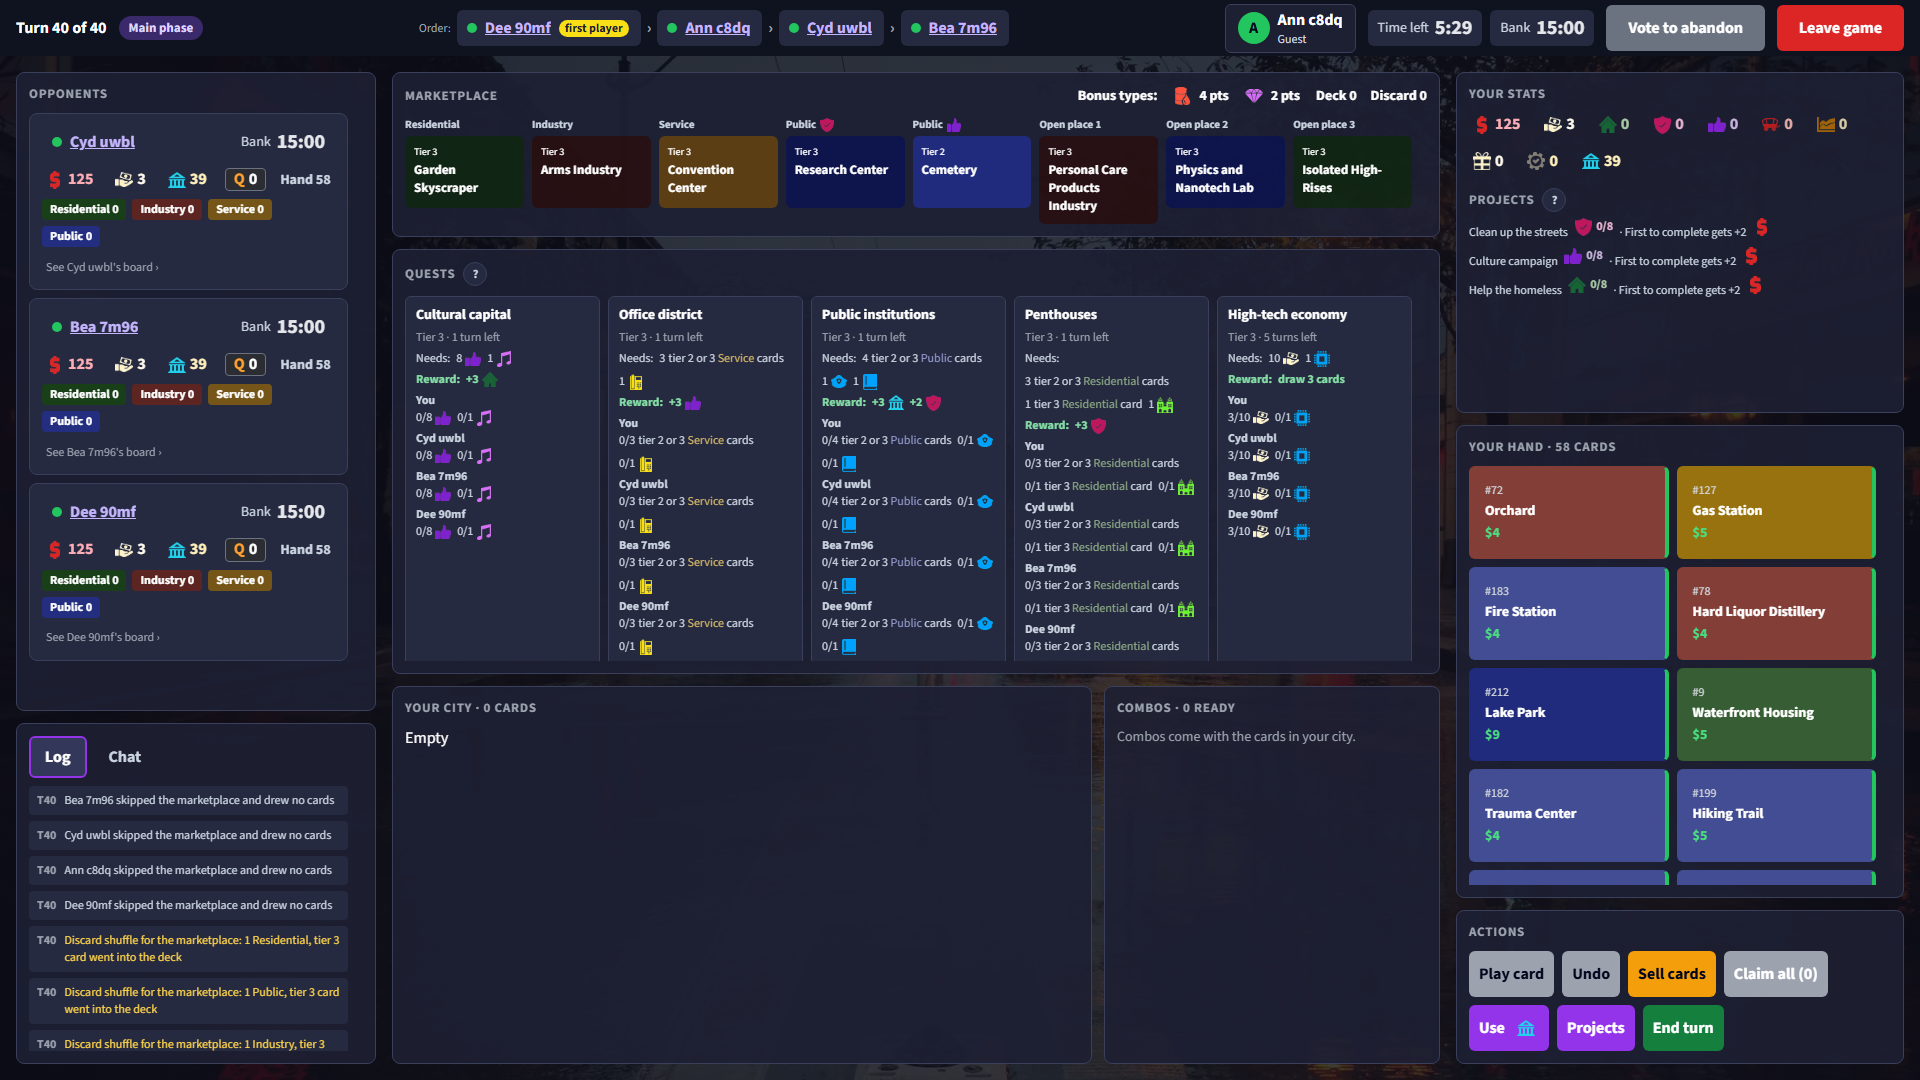 Turn 40 of 40
Main phase
Order:
Dee 90mf
first player
›
Ann c8dq
›
Cyd uwbl
›
Bea 7m96
A
Ann c8dq
Guest
Time left 5:29
Bank 15:00
Vote to abandon
Leave game
OPPONENTS
Cyd uwbl
Bank 15:00
125
3
39
Q 0
Hand 58
Residential 0
Industry 0
Service 0
Public 0
See Cyd uwbl's board ›
Bea 7m96
Bank 15:00
125
3
39
Q 0
Hand 58
Residential 0
Industry 0
Service 0
Public 0
See Bea 7m96's board ›
Dee 90mf
Bank 15:00
125
3
39
Q 0
Hand 58
Residential 0
Industry 0
Service 0
Public 0
See Dee 90mf's board ›
Log
Chat
T40 Bea 7m96 skipped the marketplace and drew no cards
T40 Cyd uwbl skipped the marketplace and drew no cards
T40 Ann c8dq skipped the marketplace and drew no cards
T40 Dee 90mf skipped the marketplace and drew no cards
T40 Discard shuffle for the marketplace: 1 Residential, tier 3
card went into the deck
T40 Discard shuffle for the marketplace: 1 Public, tier 3 card
went into the deck
T40 Discard shuffle for the marketplace: 1 Industry, tier 3
MARKETPLACE
Bonus types:
4 pts
2 pts
Deck 0
Discard 0
Residential
Tier 3
Garden
Skyscraper
Industry
Tier 3
Arms Industry
Service
Tier 3
Convention
Center
Public
Tier 3
Research Center
Public
Tier 2
Cemetery
Open place 1
Tier 3
Personal Care
Products
Industry
Open place 2
Tier 3
Physics and
Nanotech Lab
Open place 3
Tier 3
Isolated High-
Rises
QUESTS
?
Cultural capital
Tier 3 · 1 turn left
Needs: 8 1
Reward: +3
You
0/8 0/1
Cyd uwbl
0/8 0/1
Bea 7m96
0/8 0/1
Dee 90mf
0/8 0/1
Office district
Tier 3 · 1 turn left
Needs: 3 tier 2 or 3 Service cards
1
Reward: +3
You
0/3 tier 2 or 3 Service cards
0/1
Cyd uwbl
0/3 tier 2 or 3 Service cards
0/1
Bea 7m96
0/3 tier 2 or 3 Service cards
0/1
Dee 90mf
0/3 tier 2 or 3 Service cards
0/1
Public institutions
Tier 3 · 1 turn left
Needs: 4 tier 2 or 3 Public cards
1 1
Reward: +3 +2
You
0/4 tier 2 or 3 Public cards 0/1
0/1
Cyd uwbl
0/4 tier 2 or 3 Public cards 0/1
0/1
Bea 7m96
0/4 tier 2 or 3 Public cards 0/1
0/1
Dee 90mf
0/4 tier 2 or 3 Public cards 0/1
0/1
Penthouses
Tier 3 · 1 turn left
Needs:
3 tier 2 or 3 Residential cards
1 tier 3 Residential card 1
Reward: +3
You
0/3 tier 2 or 3 Residential cards
0/1 tier 3 Residential card 0/1
Cyd uwbl
0/3 tier 2 or 3 Residential cards
0/1 tier 3 Residential card 0/1
Bea 7m96
0/3 tier 2 or 3 Residential cards
0/1 tier 3 Residential card 0/1
Dee 90mf
0/3 tier 2 or 3 Residential cards
High-tech economy
Tier 3 · 5 turns left
Needs: 10 1
Reward: draw 3 cards
You
3/10 0/1
Cyd uwbl
3/10 0/1
Bea 7m96
3/10 0/1
Dee 90mf
3/10 0/1
YOUR CITY · 0 CARDS
Empty
COMBOS · 0 READY
Combos come with the cards in your city.
YOUR STATS
125
3
0
0
0
0
0
0
0
39
PROJECTS
?
Clean up the streets 0/8 · First to complete gets +2
Culture campaign 0/8 · First to complete gets +2
Help the homeless 0/8 · First to complete gets +2
YOUR HAND · 58 CARDS
#72
Orchard
$4
#127
Gas Station
$5
#183
Fire Station
$4
#78
Hard Liquor Distillery
$4
#212
Lake Park
$9
#9
Waterfront Housing
$5
#182
Trauma Center
$4
#199
Hiking Trail
$5
ACTIONS
Play card
Undo
Sell cards
Claim all (0)
Use
Projects
End turn